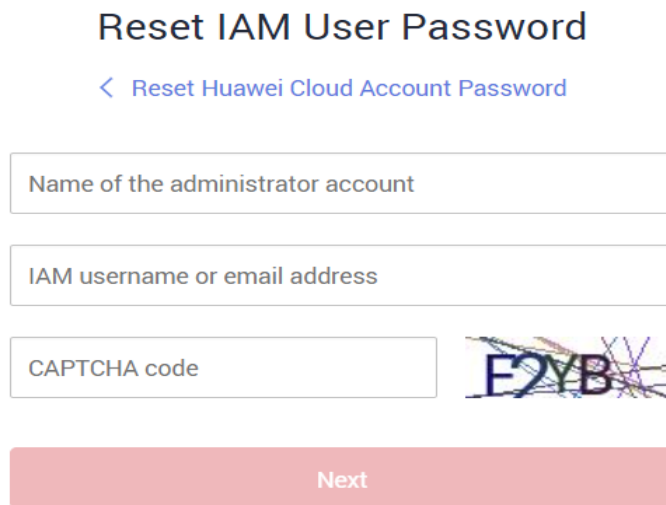 Reset IAM User Password
Reset Huawei Cloud Account Password
Name of the administrator account
IAM username or email address
CAPTCHA code
F2YB
Next